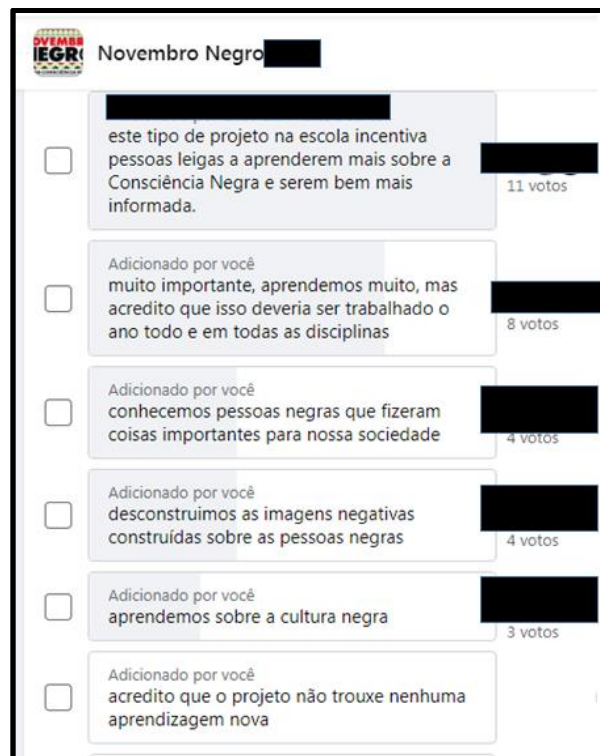 OVEMBR
IEGR
Novembro Negro
este tipo de projeto na escola incentiva
pessoas leigas a aprenderem mais sobre a
Consciência Negra e serem bem mais
informada.
11 votos
Adicionado por você
muito importante, aprendemos muito, mas
acredito que isso deveria ser trabalhado o
ano todo e em todas as disciplinas
8 votos
Adicionado por você
conhecemos pessoas negras que fizeram
coisas importantes para nossa sociedade
4 votos
Adicionado por você
desconstruimos as imagens negativas
construídas sobre as pessoas negras
4 votos
Adicionado por você
aprendemos sobre a cultura negra
3 votos
Adicionado por você
acredito que o projeto não trouxe nenhuma
aprendizagem nova